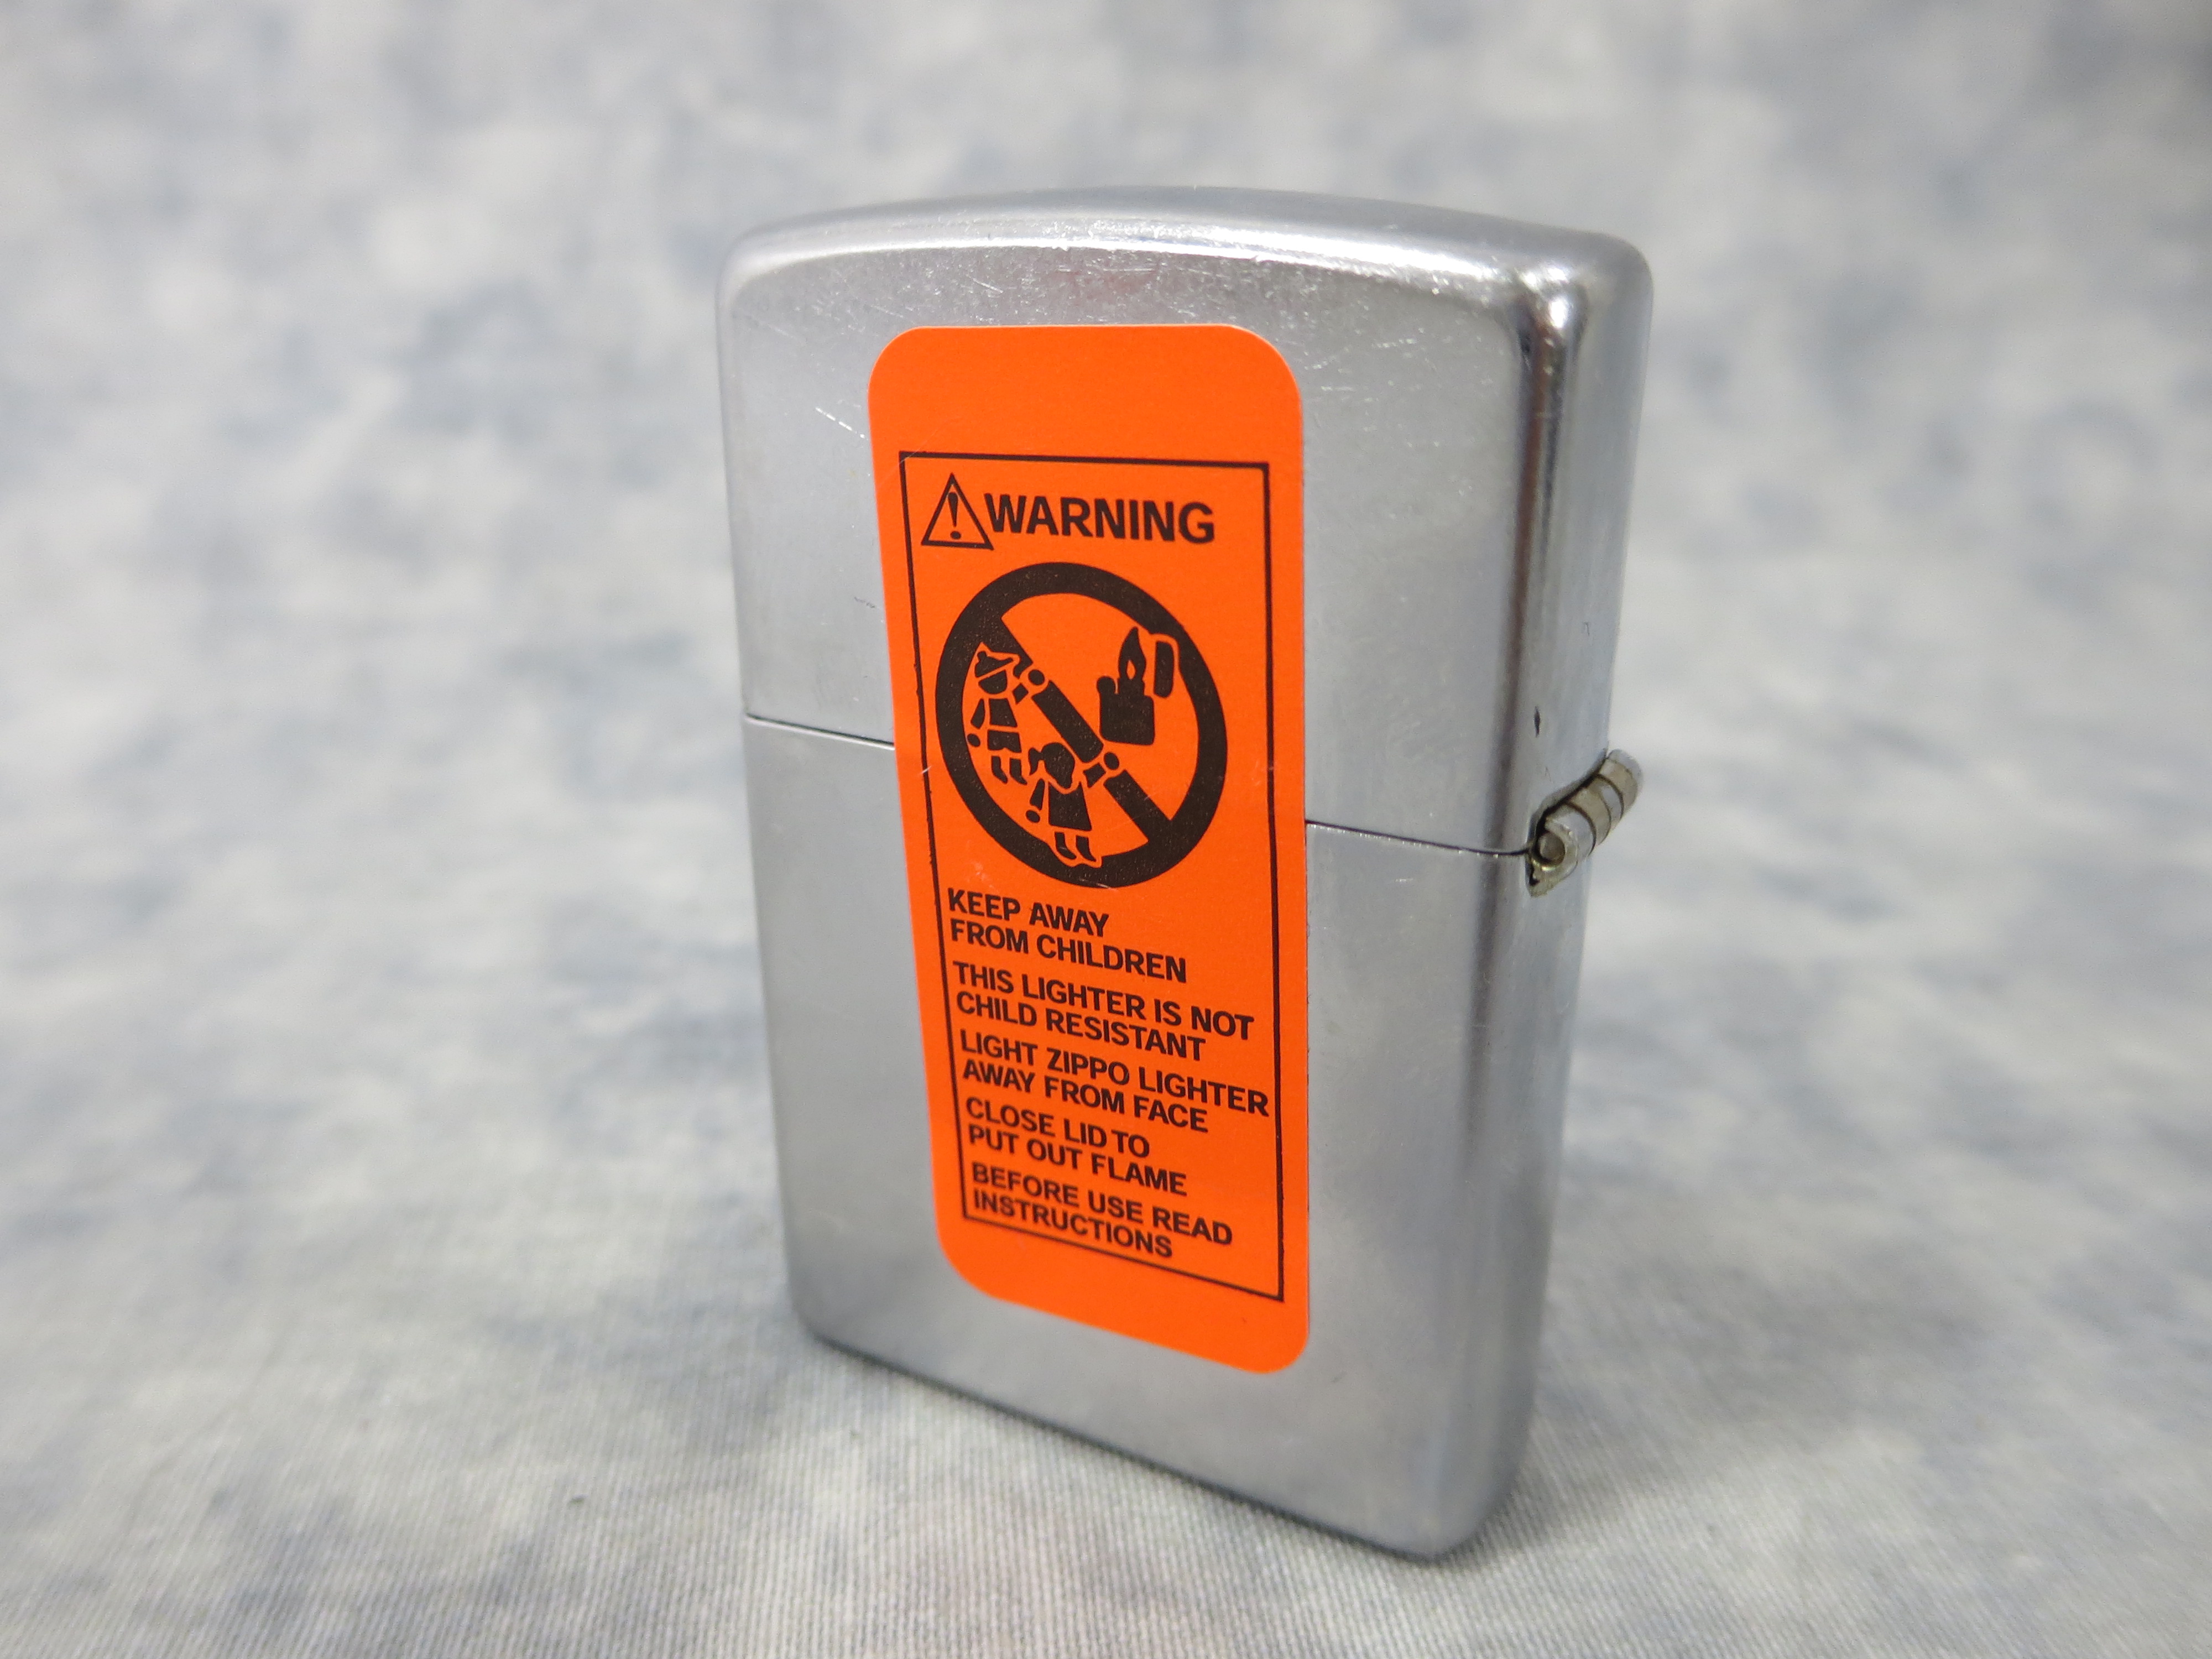 WARNING
KEEP AWAY
FROM CHILDREN
THIS LIGHTER IS NOT
CHILD RESISTANT
LIGHT ZIPPO LIGHTER
AWAY FROM FACE
CLOSE LID TO
PUT OUT FLAME
BEFORE USE READ
INSTRUCTIONS